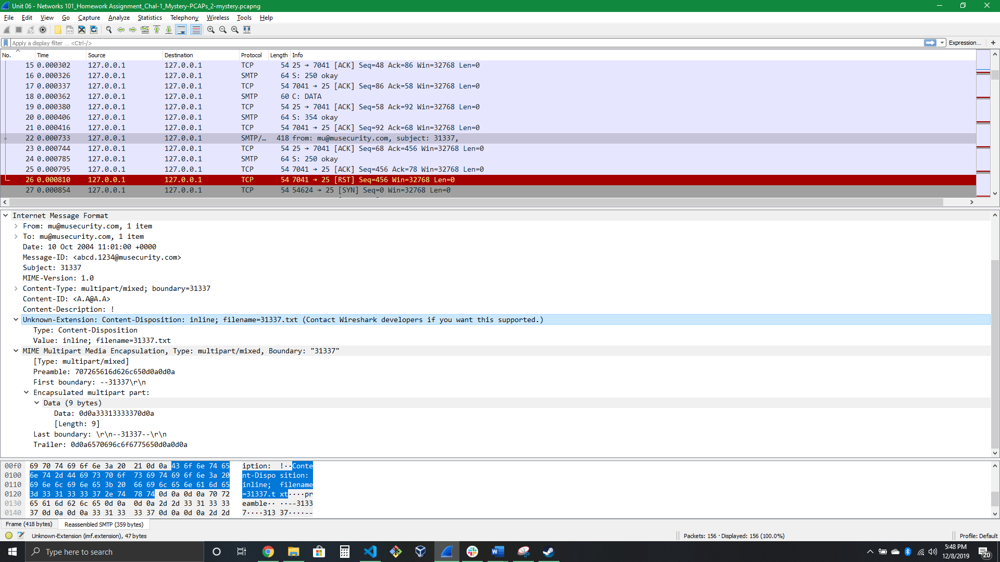 Unit 06 - Networks 101_Homework Assignment_Chal-1_Mystery-PCAPs_2-mystery.pcapng
File Edit View Go Capture Analyze Statistics Telephony Wireless Tools Help
Apply a display filter ... <Ctrl-/> Expression... +
No. Time Source Destination Protocol Length Info
15 0.000302 127.0.0.1 127.0.0.1 TCP 54 25 → 7041 [ACK] Seq=48 Ack=86 Win=32768 Len=0
16 0.000326 127.0.0.1 127.0.0.1 SMTP 64 S: 250 okay
17 0.000337 127.0.0.1 127.0.0.1 TCP 54 7041 → 25 [ACK] Seq=86 Ack=58 Win=32768 Len=0
18 0.000362 127.0.0.1 127.0.0.1 SMTP 60 C: DATA
19 0.000380 127.0.0.1 127.0.0.1 TCP 54 25 → 7041 [ACK] Seq=58 Ack=92 Win=32768 Len=0
20 0.000406 127.0.0.1 127.0.0.1 SMTP 64 S: 354 okay
21 0.000416 127.0.0.1 127.0.0.1 TCP 54 7041 → 25 [ACK] Seq=92 Ack=68 Win=32768 Len=0
22 0.000733 127.0.0.1 127.0.0.1 SMTP/… 418 from: mu@musecurity.com, subject: 31337,
23 0.000744 127.0.0.1 127.0.0.1 TCP 54 25 → 7041 [ACK] Seq=68 Ack=456 Win=32768 Len=0
24 0.000785 127.0.0.1 127.0.0.1 SMTP 64 S: 250 okay
25 0.000795 127.0.0.1 127.0.0.1 TCP 54 7041 → 25 [ACK] Seq=456 Ack=78 Win=32768 Len=0
26 0.000810 127.0.0.1 127.0.0.1 TCP 54 7041 → 25 [RST] Seq=456 Win=32768 Len=0
27 0.000854 127.0.0.1 127.0.0.1 TCP 54 54624 → 25 [SYN] Seq=0 Win=32768 Len=0
Internet Message Format
From: mu@musecurity.com, 1 item
To: mu@musecurity.com, 1 item
Date: 10 Oct 2004 11:01:00 +0000
Message-ID: <abcd.1234@musecurity.com>
Subject: 31337
MIME-Version: 1.0
Content-Type: multipart/mixed; boundary=31337
Content-ID: <A.A@A.A>
Content-Description: !
Unknown-Extension: Content-Disposition: inline; filename=31337.txt (Contact Wireshark developers if you want this supported.)
Type: Content-Disposition
Value: inline; filename=31337.txt
MIME Multipart Media Encapsulation, Type: multipart/mixed, Boundary: "31337"
[Type: multipart/mixed]
Preamble: 707265616d626c650d0a0d0a
First boundary: --31337\r\n
Encapsulated multipart part:
Data (9 bytes)
Data: 0d0a33313333370d0a
[Length: 9]
Last boundary: \r\n--31337--\r\n
Trailer: 0d0a6570696c6f6775650d0a0d0a
00f0 69 70 74 69 6f 6e 3a 20 21 0d 0a 43 6f 6e 74 65 iption: !··Conte
0100 6e 74 2d 44 69 73 70 6f 73 69 74 69 6f 6e 3a 20 nt-Dispo sition:
0110 69 6e 6c 69 6e 65 3b 20 66 69 6c 65 6e 61 6d 65 inline; filename
0120 3d 33 31 33 33 37 2e 74 78 74 0d 0a 0d 0a 70 72 =31337.t xt····pr
0130 65 61 6d 62 6c 65 0d 0a 0d 0a 2d 2d 33 31 33 33 eamble·· ··--3133
0140 37 0d 0a 0d 0a 33 31 33 33 37 0d 0a 0d 0a 2d 2d 7····313 37····--
Frame (418 bytes) Reassembled SMTP (359 bytes)
Unknown-Extension (imf.extension), 47 bytes Packets: 156 · Displayed: 156 (100.0%) Profile: Default
Type here to search
5:48 PM
12/8/2019
20